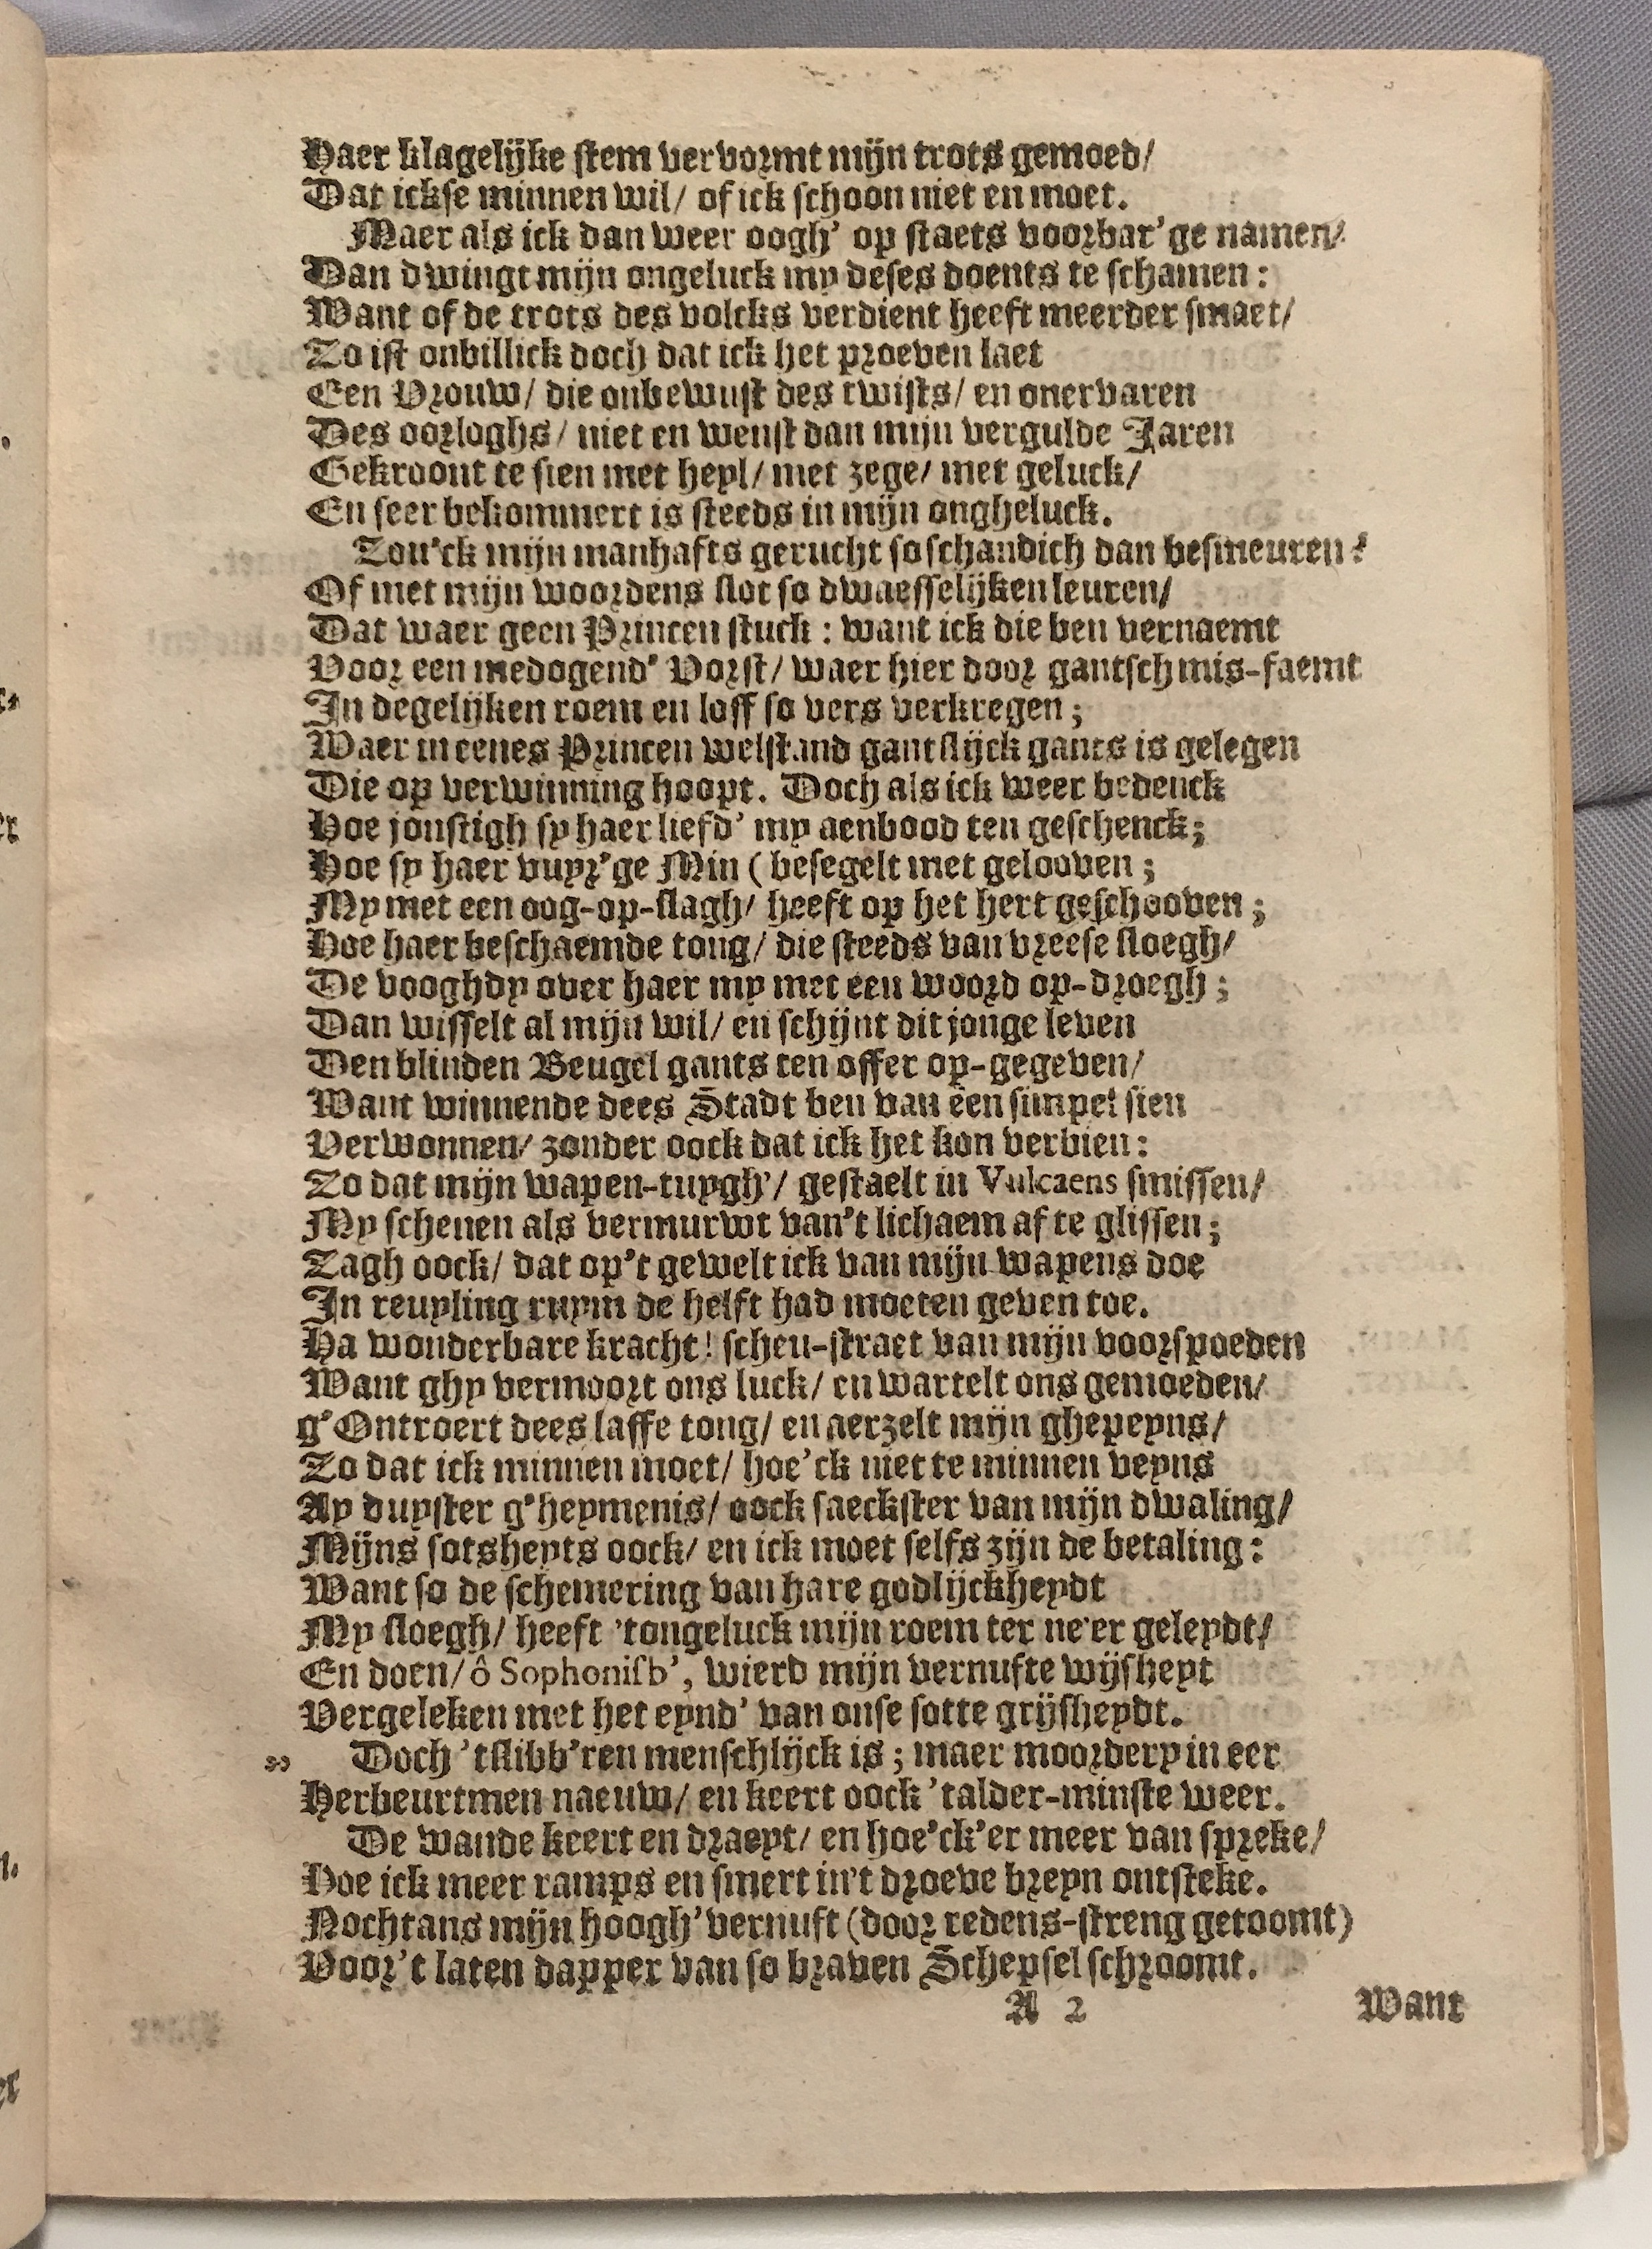 Haer klagelijke stem vervormt mijn trots gemoed/
Dat ickse minnen wil/ of ick schoon niet en moet.
Maer als ick dan weer oogh' op staets voorbar'ge namen/
Dan dwingt mijn ongeluck my deses doents te schamen:
Want of de trots des volcks verdient heeft meerder smaet/
Zo ist onbillick doch dat ick het proeven laet
Een Vrouw/ die onbewust des twists/ en onervaren
Des oorloghs/ niet en wenst dan mijn vergulde Jaren
Gekroont te sien met heyl/ met zege/ met geluck/
En seer bekommert is steeds in mijn ongheluck.
Zou'ck mijn manhafts gerucht so schandich dan besmeuren?
Of met mijn woordens slot so dwaesselijken leuren/
Dat waer geen Princen stuck: want ick die ben vernaemt
Voor een medogend' Vorst/ waer hier door gantsch mis-faemt
In degelijken roem en loff so vers verkregen;
Waer in eenes Princen welstand gantslijck gants is gelegen
Die op verwinning hoopt. Doch als ick weer bedenck
Hoe jonstigh sy haer liefd' my aenbood ten geschenck;
Hoe sy haer vuyr'ge Min (besegelt met gelooven;
My met een oog-op-slagh/ heeft op het hert geschooven;
Hoe haer beschaemde tong/ die steeds van vreese sloegh/
De vooghdy over haer my met een woord op-droegh;
Dan wisselt al mijn wil/ en schijnt dit jonge leven
Den blinden Beugel gants ten offer op-gegeven/
Want winnende dees Stadt ben van een simpel sien
Verwonnen/ zonder oock dat ick het kon verbien:
Zo dat mijn wapen-tuygh'/ gestaelt in Vulcaens smissen/
My schenen als vermurwt van't lichaem af te glissen;
Zagh oock/ dat op't gewelt ick van mijn wapens doe
In reupling ruym de helft had moeten geven toe.
Ha wonderbare kracht! scheu-straet van mijn voorspoeden
Want ghy vermoort ons luck/ en wartelt ons gemoeden/
g'Ontroert dees laffe tong/ en aerzelt mijn ghepeyns/
Zo dat ick minnen moet/ hoe'ck niet te minnen veyns
Ay duyster g'heymenis/ oock saeckster van mijn dwaling/
Mijns sotsheyts oock/ en ick moet selfs zijn de betaling:
Want so de schemering van hare godlijckheydt
My sloegh/ heeft 'tongeluck mijn roem ter ne'er geleydt/
En doen/ ô Sophonisb', wierd mijn vernufte wijsheyt
Vergeleken met het eynd' van onse sotte grijsheydt.
„ Doch 'tslibb'ren menschlijck is; maer moordery in eer
Herbeurtmen naeuw/ en keert oock 'talder-minste weer.
De wande keert en draeyt/ en hoe'ck'er meer van spreke/
Hoe ick meer ramps en smert in't droeve breyn ontsteke.
Nochtans mijn hoogh' vernuft (door redens-streng getoomt)
Voor't laten dapper van so braven Schepsel schroomt.
A 2 Want